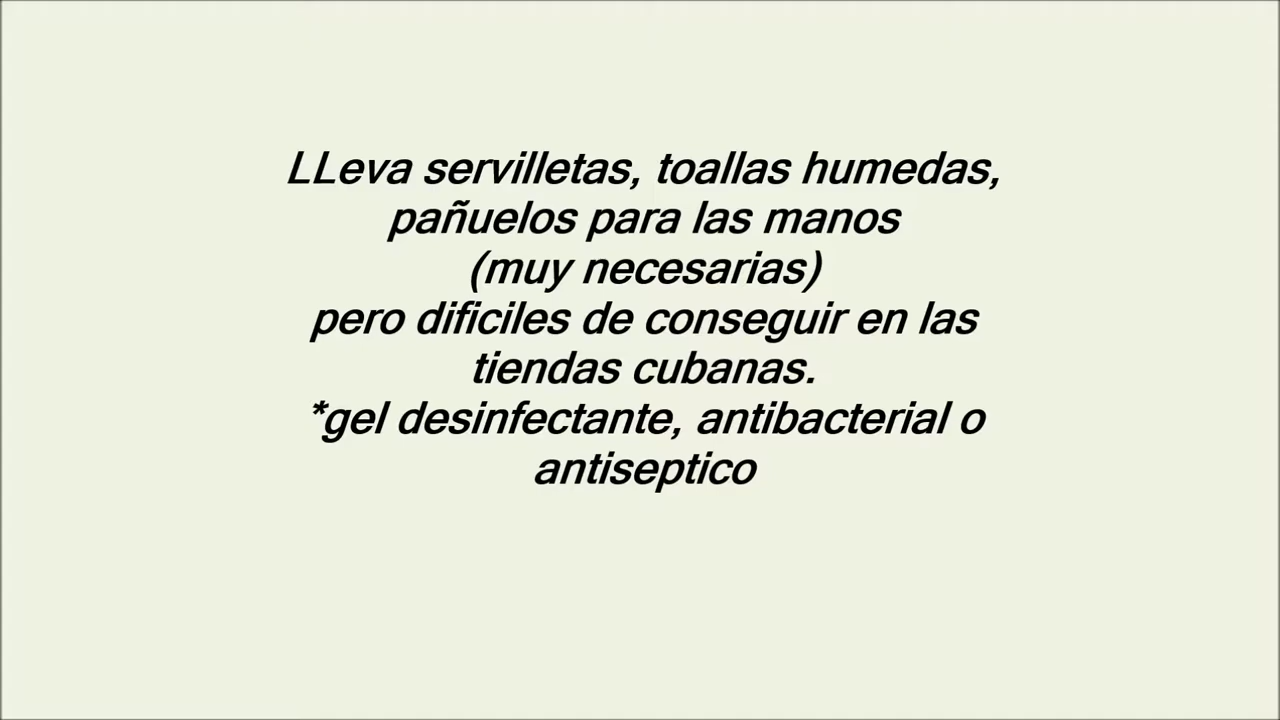 LLeva servilletas, toallas humedas,
pañuelos para las manos
(muy necesarias)
pero dificiles de conseguir en las
tiendas cubanas.
*gel desinfectante, antibacterial o
antiseptico